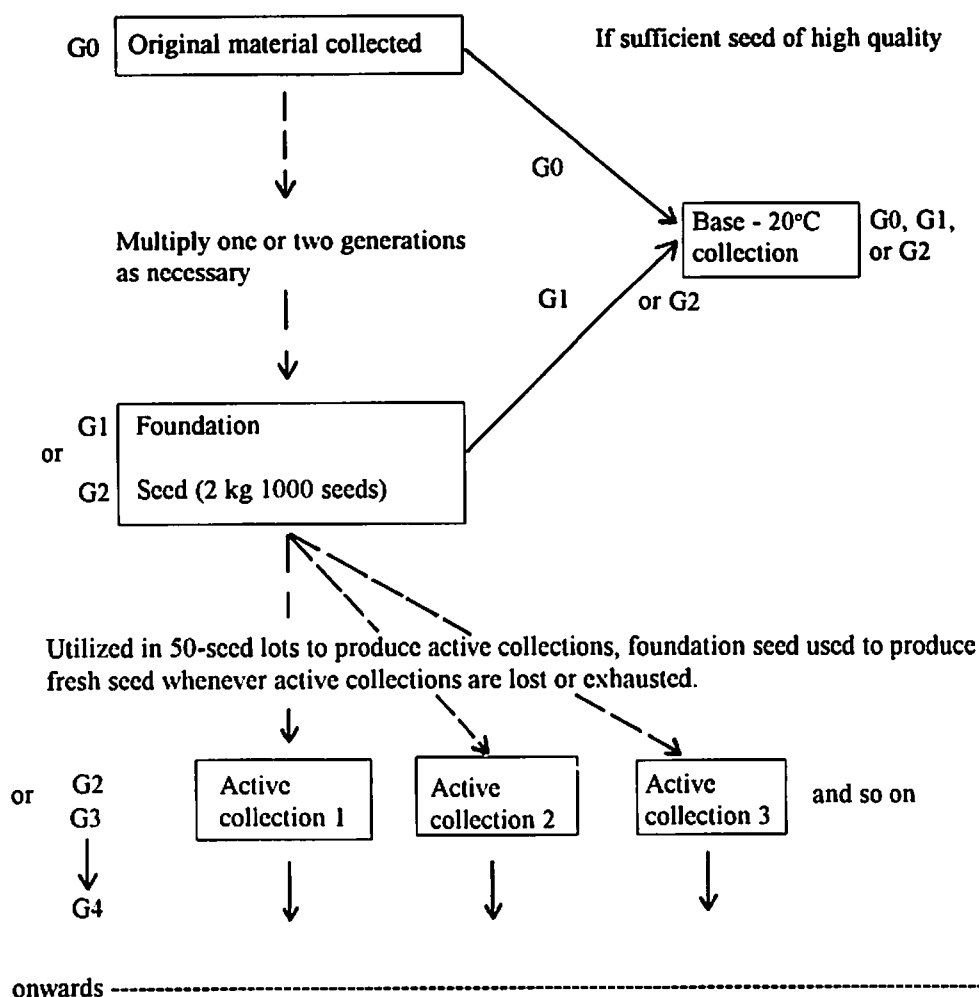 G0 Original material collected
If sufficient seed of high quality
G0
Base - 20°C
collection
G0, G1,
or G2
Multiply one or two generations
as necessary
G1 or G2
G1
or
G2
Foundation
Seed (2 kg 1000 seeds)
Utilized in 50-seed lots to produce active collections, foundation seed used to produce
fresh seed whenever active collections are lost or exhausted.
or
G2
G3
G4
Active
collection 1
Active
collection 2
Active
collection 3
and so on
onwards